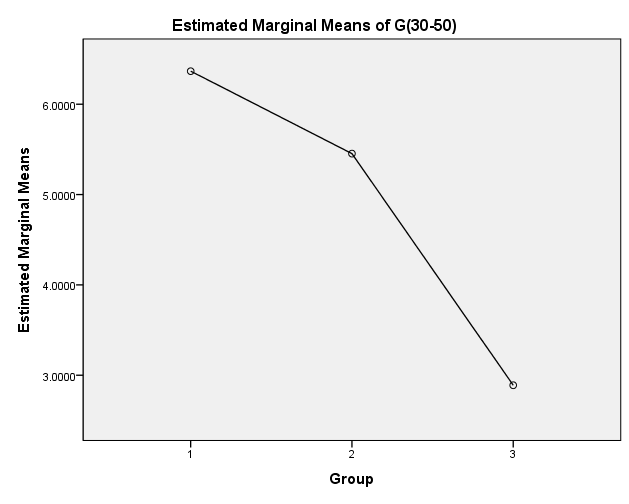 Estimated Marginal Means of G(30-50)
Estimated Marginal Means
6.0000
5.0000
4.0000
3.0000
1 2 3
Group